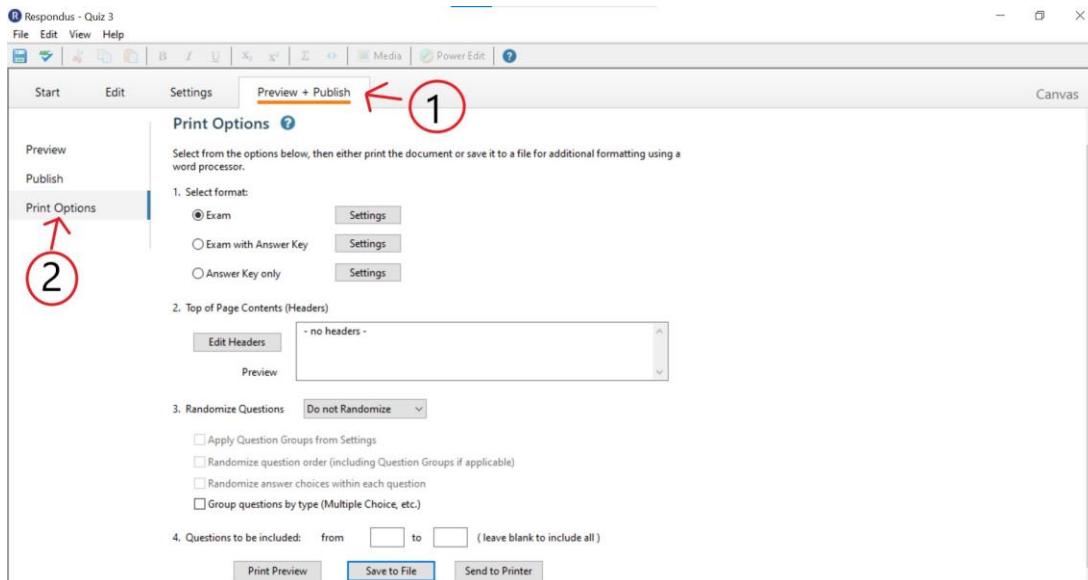 R Respondus - Quiz 3
File Edit View Help
B I U X₂ x² Σ <> Media Power Edit ?
Start Edit Settings Preview + Publish 1 Canvas
Print Options ?
Preview
Select from the options below, then either print the document or save it to a file for additional formatting using a
word processor.
Publish
1. Select format:
Print Options
Exam Settings
Exam with Answer Key Settings
2
Answer Key only Settings
2. Top of Page Contents (Headers)
- no headers -
Edit Headers
Preview
3. Randomize Questions Do not Randomize
Apply Question Groups from Settings
Randomize question order (including Question Groups if applicable)
Randomize answer choices within each question
Group questions by type (Multiple Choice, etc.)
4. Questions to be included: from to ( leave blank to include all )
Print Preview Save to File Send to Printer